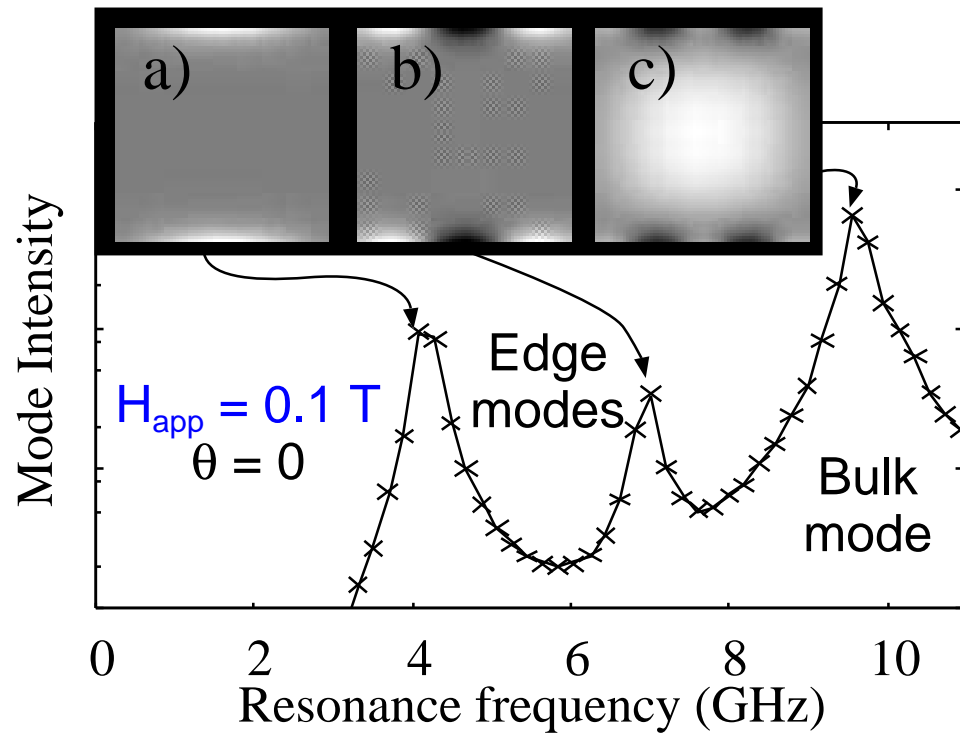 a) b) c)
Mode Intensity
Edge
modes
H_app = 0.1 T
θ = 0
Bulk
mode
0 2 4 6 8 10
Resonance frequency (GHz)